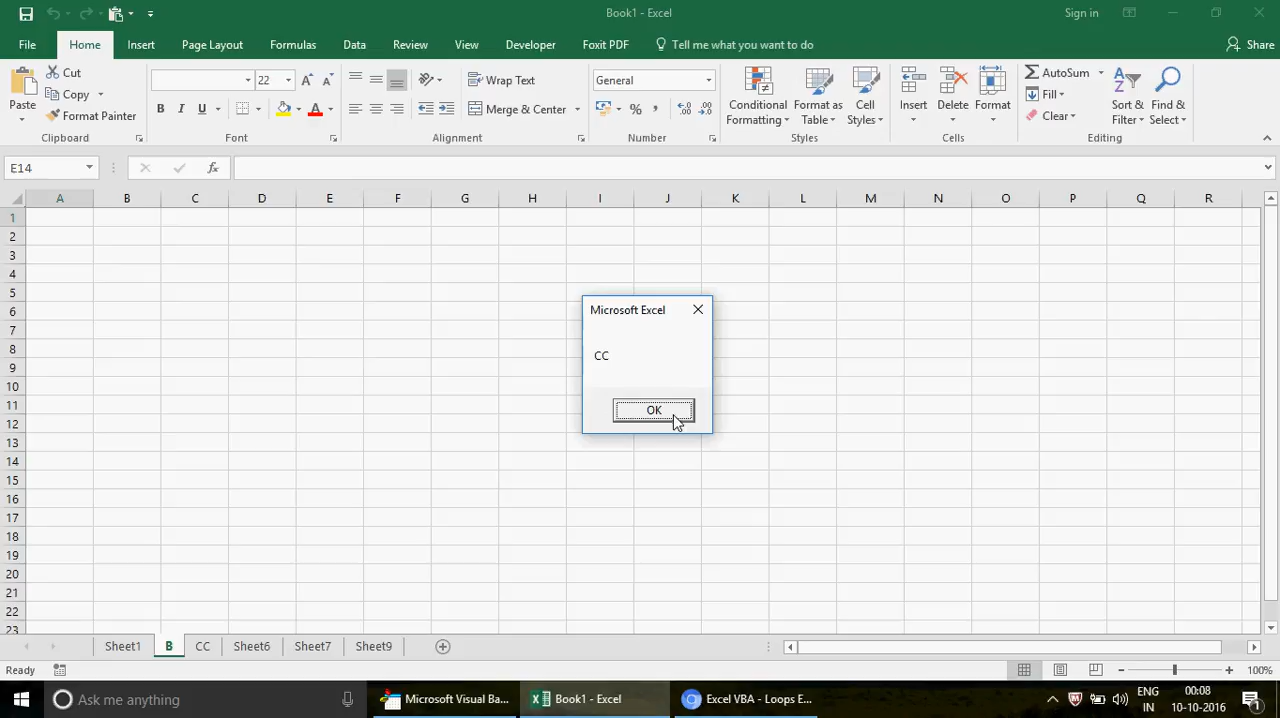 Book1 - Excel
Sign in
File Home Insert Page Layout Formulas Data Review View Developer Foxit PDF Tell me what you want to do Share
Paste
Cut
Copy
Format Painter
Clipboard
22
B I U
A
Font
Wrap Text
Merge & Center
Alignment
General
%
Number
Conditional Formatting
Format as Table
Cell Styles
Styles
Insert
Delete
Format
Cells
AutoSum
Fill
Clear
Sort & Filter
Find & Select
Editing
E14
fx
A B C D E F G H I J K L M N O P Q R
1
2
3
4
5
6
7
8
9
10
11
12
13
14
15
16
17
18
19
20
21
22
23
Microsoft Excel
CC
OK
Sheet1 B CC Sheet6 Sheet7 Sheet9
Ready
100%
Ask me anything
Microsoft Visual Ba...
Book1 - Excel
Excel VBA - Loops E...
ENG
IN
00:08
10-10-2016
1